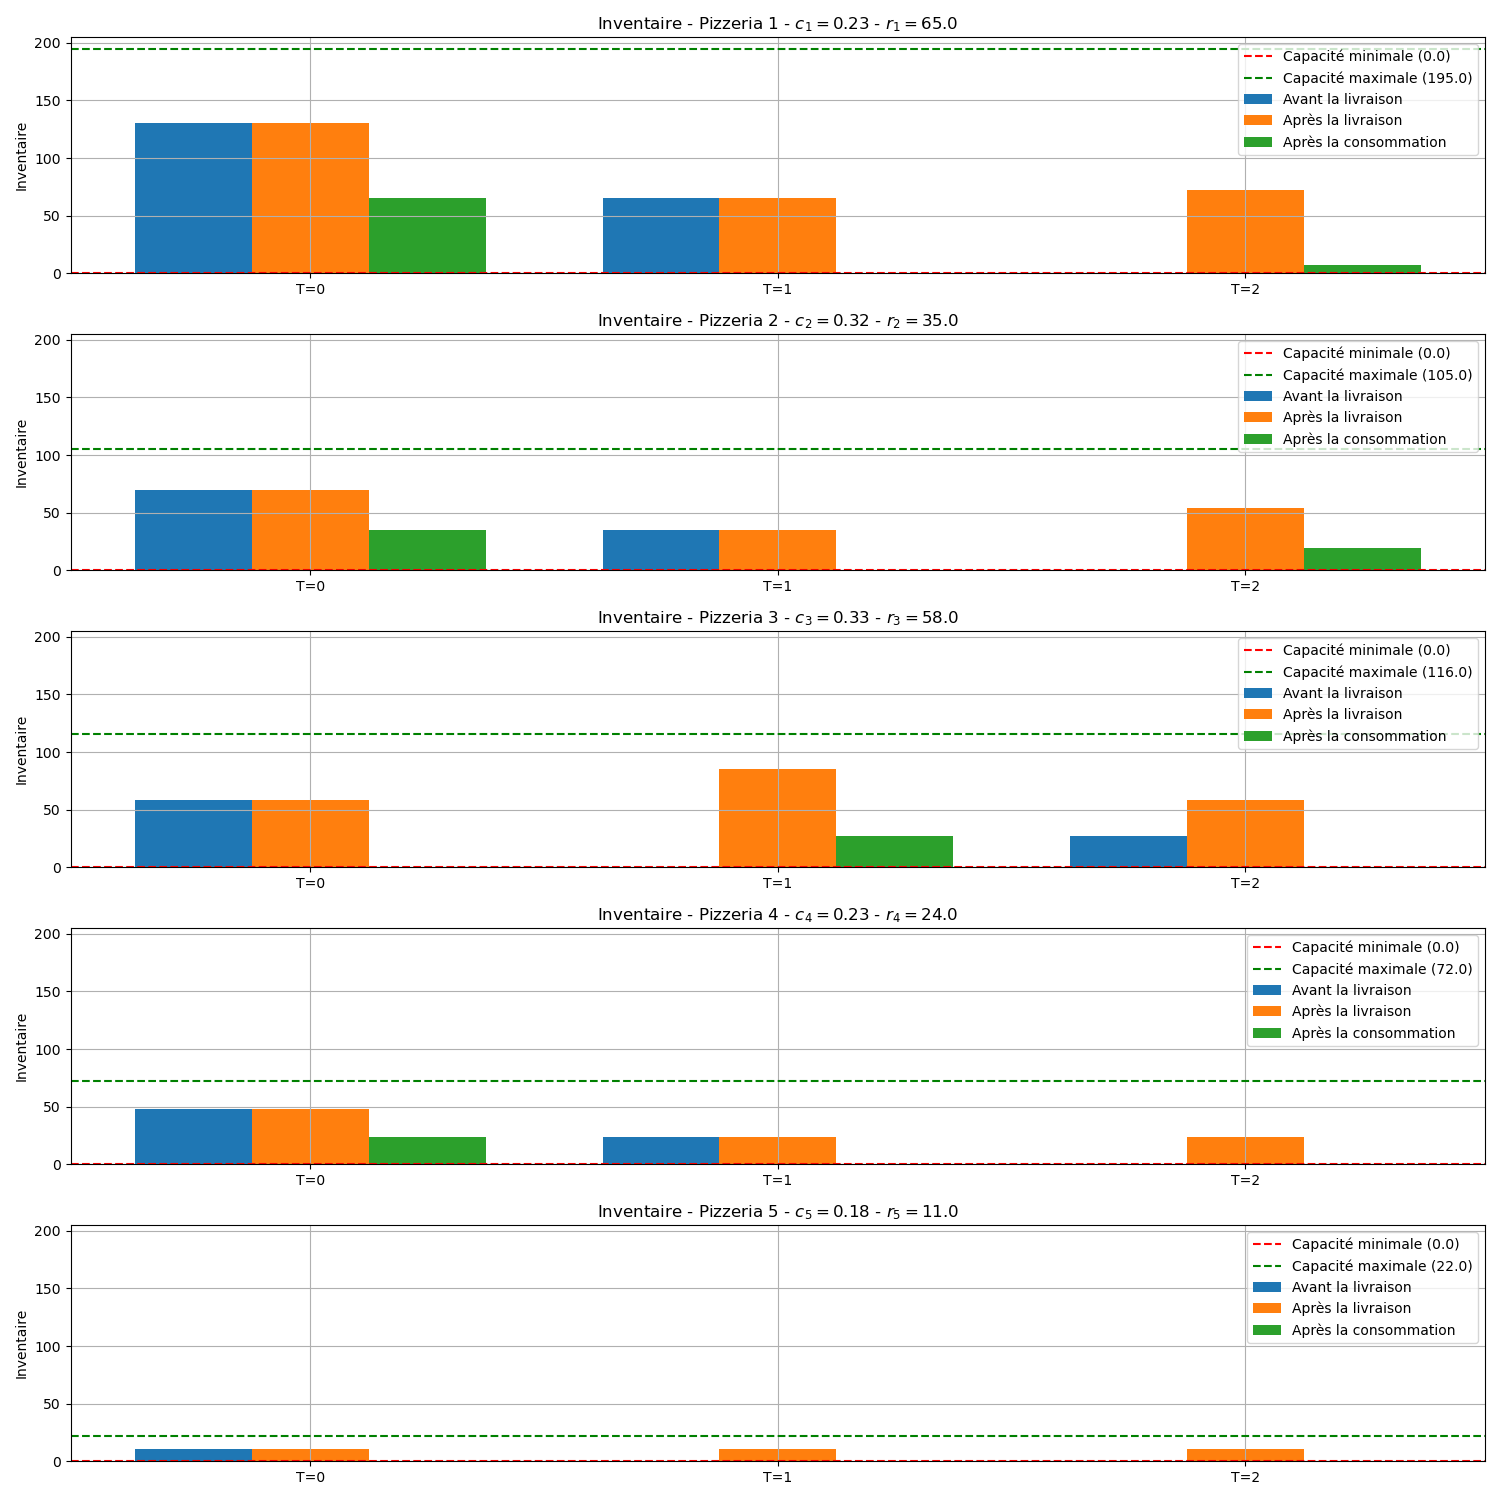 Inventaire - Pizzeria 1 - c₁ = 0.23 - r₁ = 65.0
200
150
100
50
0
Inventaire
Capacité minimale (0.0)
Capacité maximale (195.0)
Avant la livraison
Après la livraison
Après la consommation
T=0
T=1
T=2
Inventaire - Pizzeria 2 - c₂ = 0.32 - r₂ = 35.0
200
150
100
50
0
Inventaire
Capacité minimale (0.0)
Capacité maximale (105.0)
Avant la livraison
Après la livraison
Après la consommation
T=0
T=1
T=2
Inventaire - Pizzeria 3 - c₃ = 0.33 - r₃ = 58.0
200
150
100
50
0
Inventaire
Capacité minimale (0.0)
Capacité maximale (116.0)
Avant la livraison
Après la livraison
Après la consommation
T=0
T=1
T=2
Inventaire - Pizzeria 4 - c₄ = 0.23 - r₄ = 24.0
200
150
100
50
0
Inventaire
Capacité minimale (0.0)
Capacité maximale (72.0)
Avant la livraison
Après la livraison
Après la consommation
T=0
T=1
T=2
Inventaire - Pizzeria 5 - c₅ = 0.18 - r₅ = 11.0
200
150
100
50
0
Inventaire
Capacité minimale (0.0)
Capacité maximale (22.0)
Avant la livraison
Après la livraison
Après la consommation
T=0
T=1
T=2